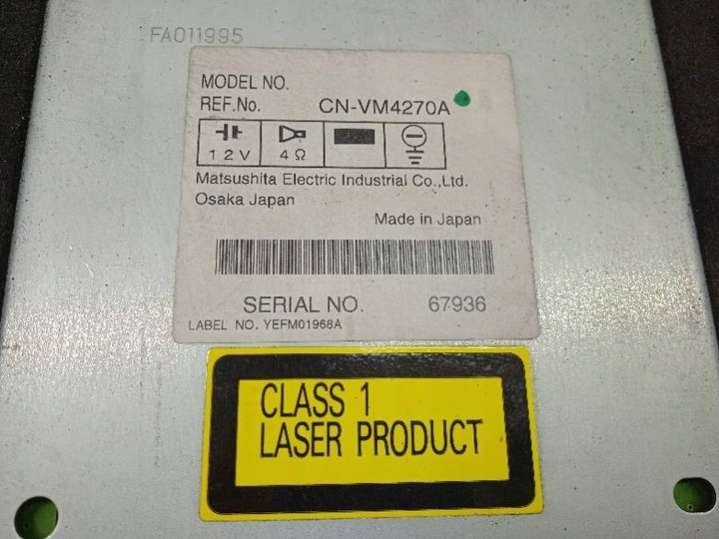 FA011995
MODEL NO.
REF.No. CN-VM4270A
12V 4Ω
Matsushita Electric Industrial Co.,Ltd.
Osaka Japan
Made in Japan
SERIAL NO. 67936
LABEL NO. YEFM01968A
CLASS 1
LASER PRODUCT